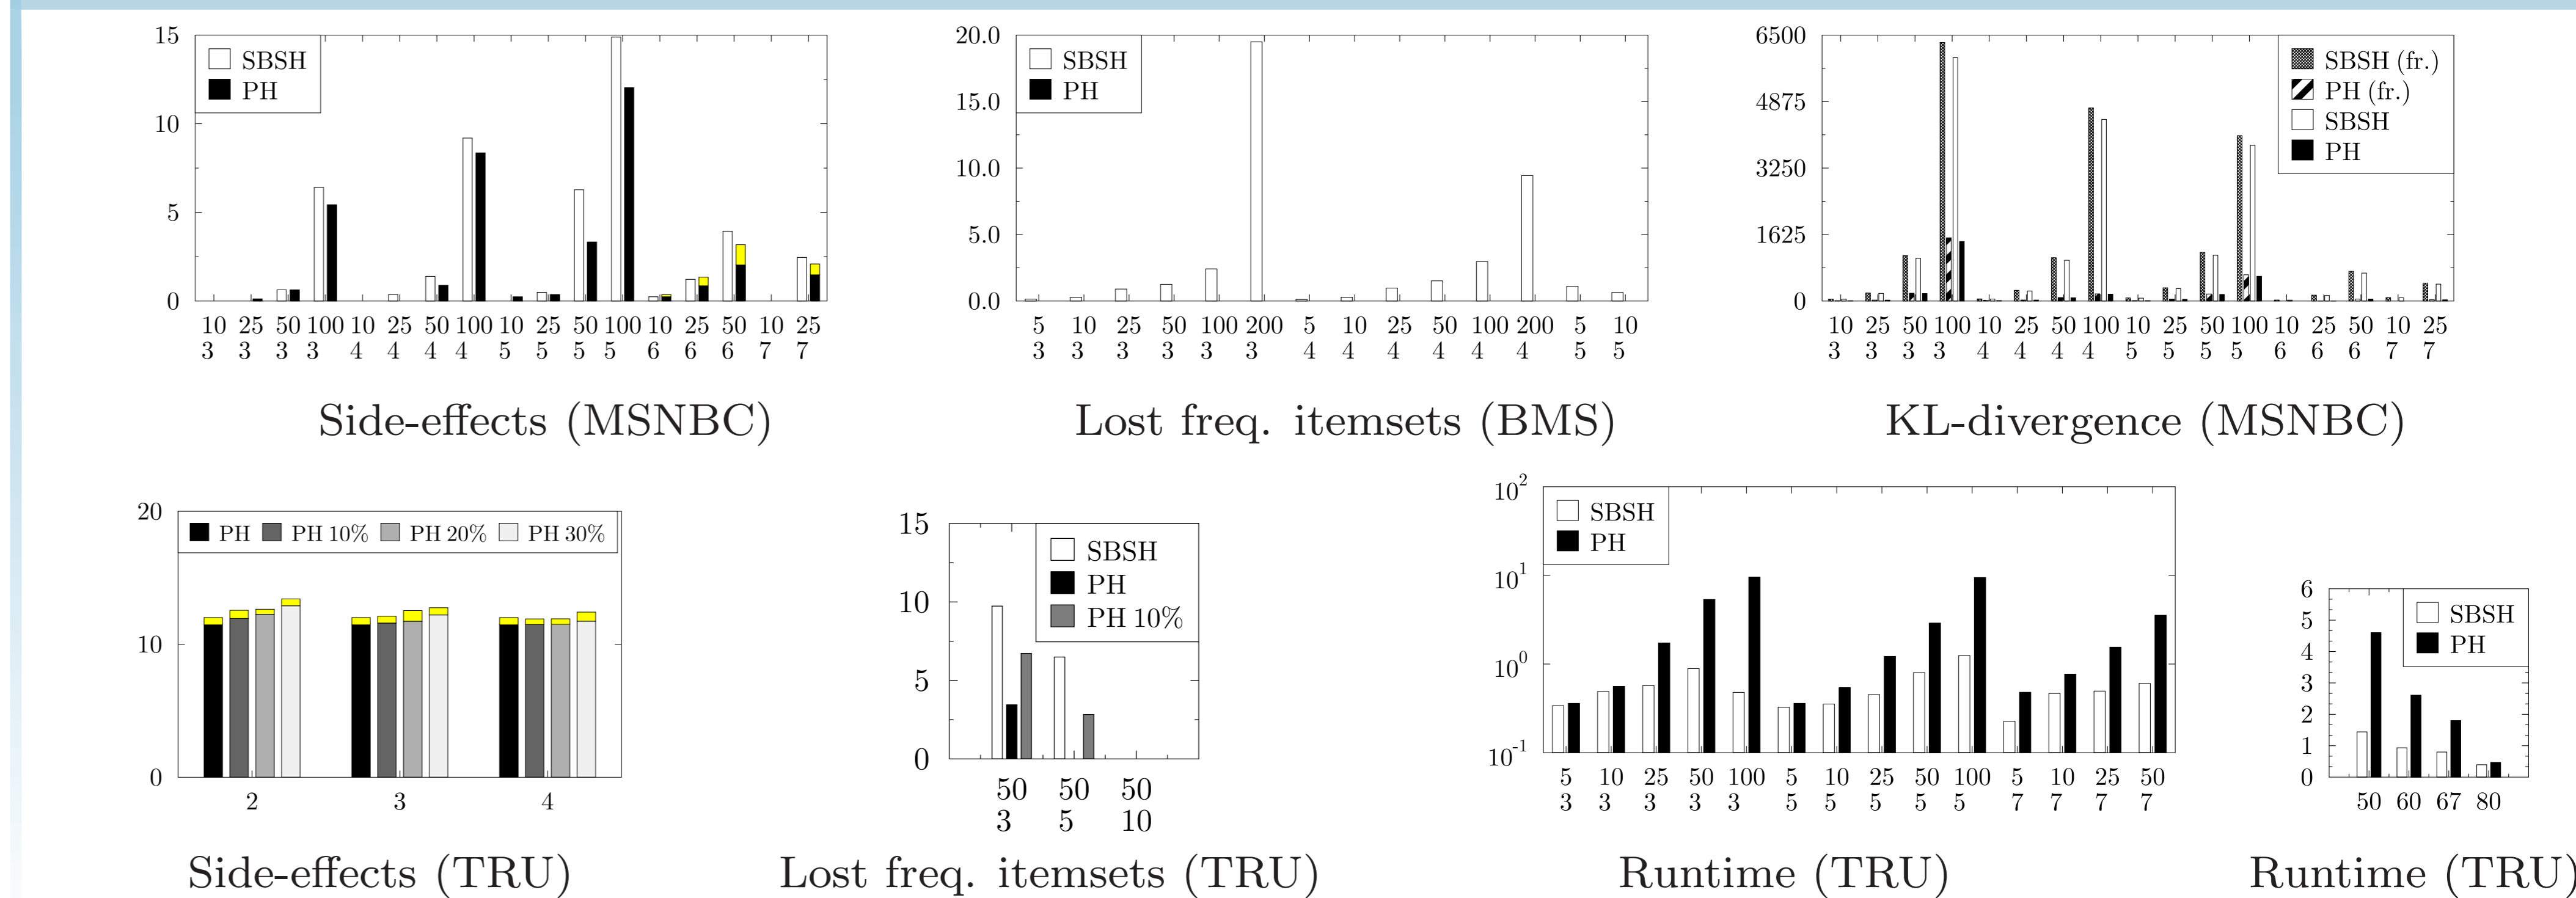 15
10
5
0
SBSH
PH
10 25 50 100 10 25 50 100 10 25 50 100 10 25 50 10 25
3 3 3 3 4 4 4 4 5 5 5 5 6 6 6 7 7
Side-effects (MSNBC)
20.0
15.0
10.0
5.0
0.0
SBSH
PH
5 10 25 50 100 200 5 10 25 50 100 200 5 10
3 3 3 3 3 3 4 4 4 4 4 4 5 5
Lost freq. itemsets (BMS)
6500
4875
3250
1625
0
SBSH (fr.)
PH (fr.)
SBSH
PH
10 25 50 100 10 25 50 100 10 25 50 100 10 25 50 10 25
3 3 3 3 4 4 4 4 5 5 5 5 6 6 6 7 7
KL-divergence (MSNBC)
20
10
0
PH PH 10% PH 20% PH 30%
2 3 4
Side-effects (TRU)
15
10
5
0
SBSH
PH
PH 10%
50 50 50
3 5 10
Lost freq. itemsets (TRU)
10^2
10^1
10^0
10^-1
SBSH
PH
5 10 25 50 100 5 10 25 50 100 5 10 25 50
3 3 3 3 3 5 5 5 5 5 7 7 7 7
Runtime (TRU)
6
5
4
3
2
1
0
SBSH
PH
50 60 67 80
Runtime (TRU)